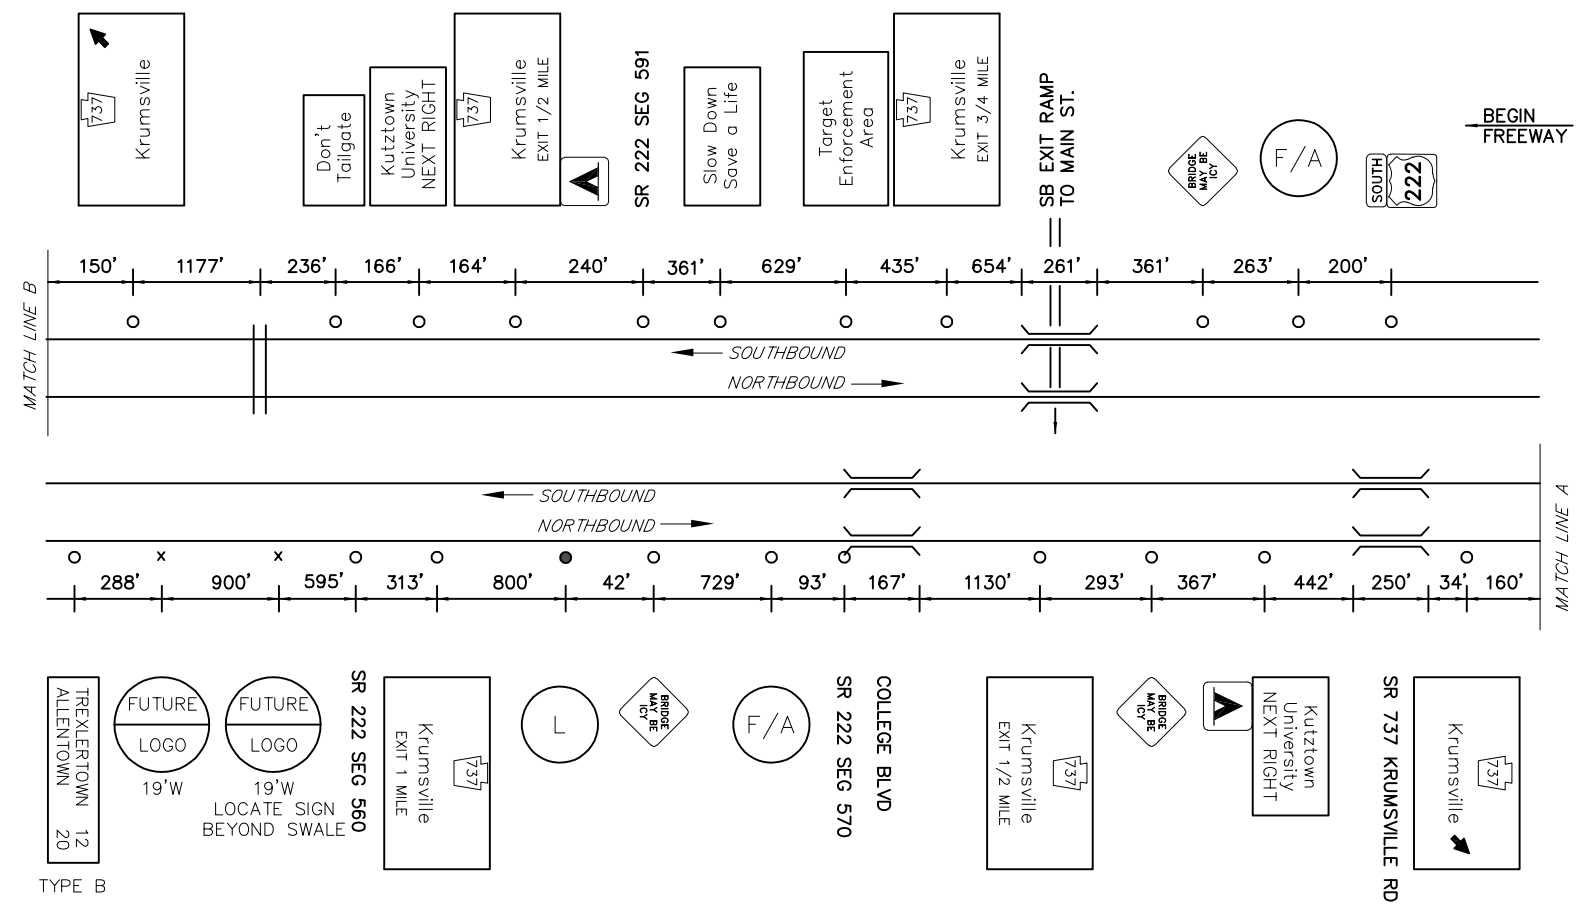 737
Krumsville
Don't
Tailgate
Kutztown
University
NEXT RIGHT
737
Krumsville
EXIT 1/2 MILE
SR 222 SEG 591
Slow Down
Save a Life
Target
Enforcement
Area
737
Krumsville
EXIT 3/4 MILE
SB EXIT RAMP
TO MAIN ST.
BRIDGE
MAY BE
ICY
F/A
SOUTH
222
BEGIN
FREEWAY
150' 1177' 236' 166' 164' 240' 361' 629' 435' 654' 261' 361' 263' 200'
MATCH LINE B
SOUTHBOUND
NORTHBOUND
SOUTHBOUND
NORTHBOUND
MATCH LINE A
x x
288' 900' 595' 313' 800' 42' 729' 93' 167' 1130' 293' 367' 442' 250' 34' 160'
TREXLERTOWN 12
ALLENTOWN 20
TYPE B
FUTURE
LOGO
19'W
FUTURE
LOGO
19'W
LOCATE SIGN
BEYOND SWALE
SR 222 SEG 560
737
Krumsville
EXIT 1 MILE
L
BRIDGE
MAY BE
ICY
F/A
SR 222 SEG 570
COLLEGE BLVD
737
Krumsville
EXIT 1/2 MILE
BRIDGE
MAY BE
ICY
Kutztown
University
NEXT RIGHT
SR 737 KRUMSVILLE RD
737
Krumsville